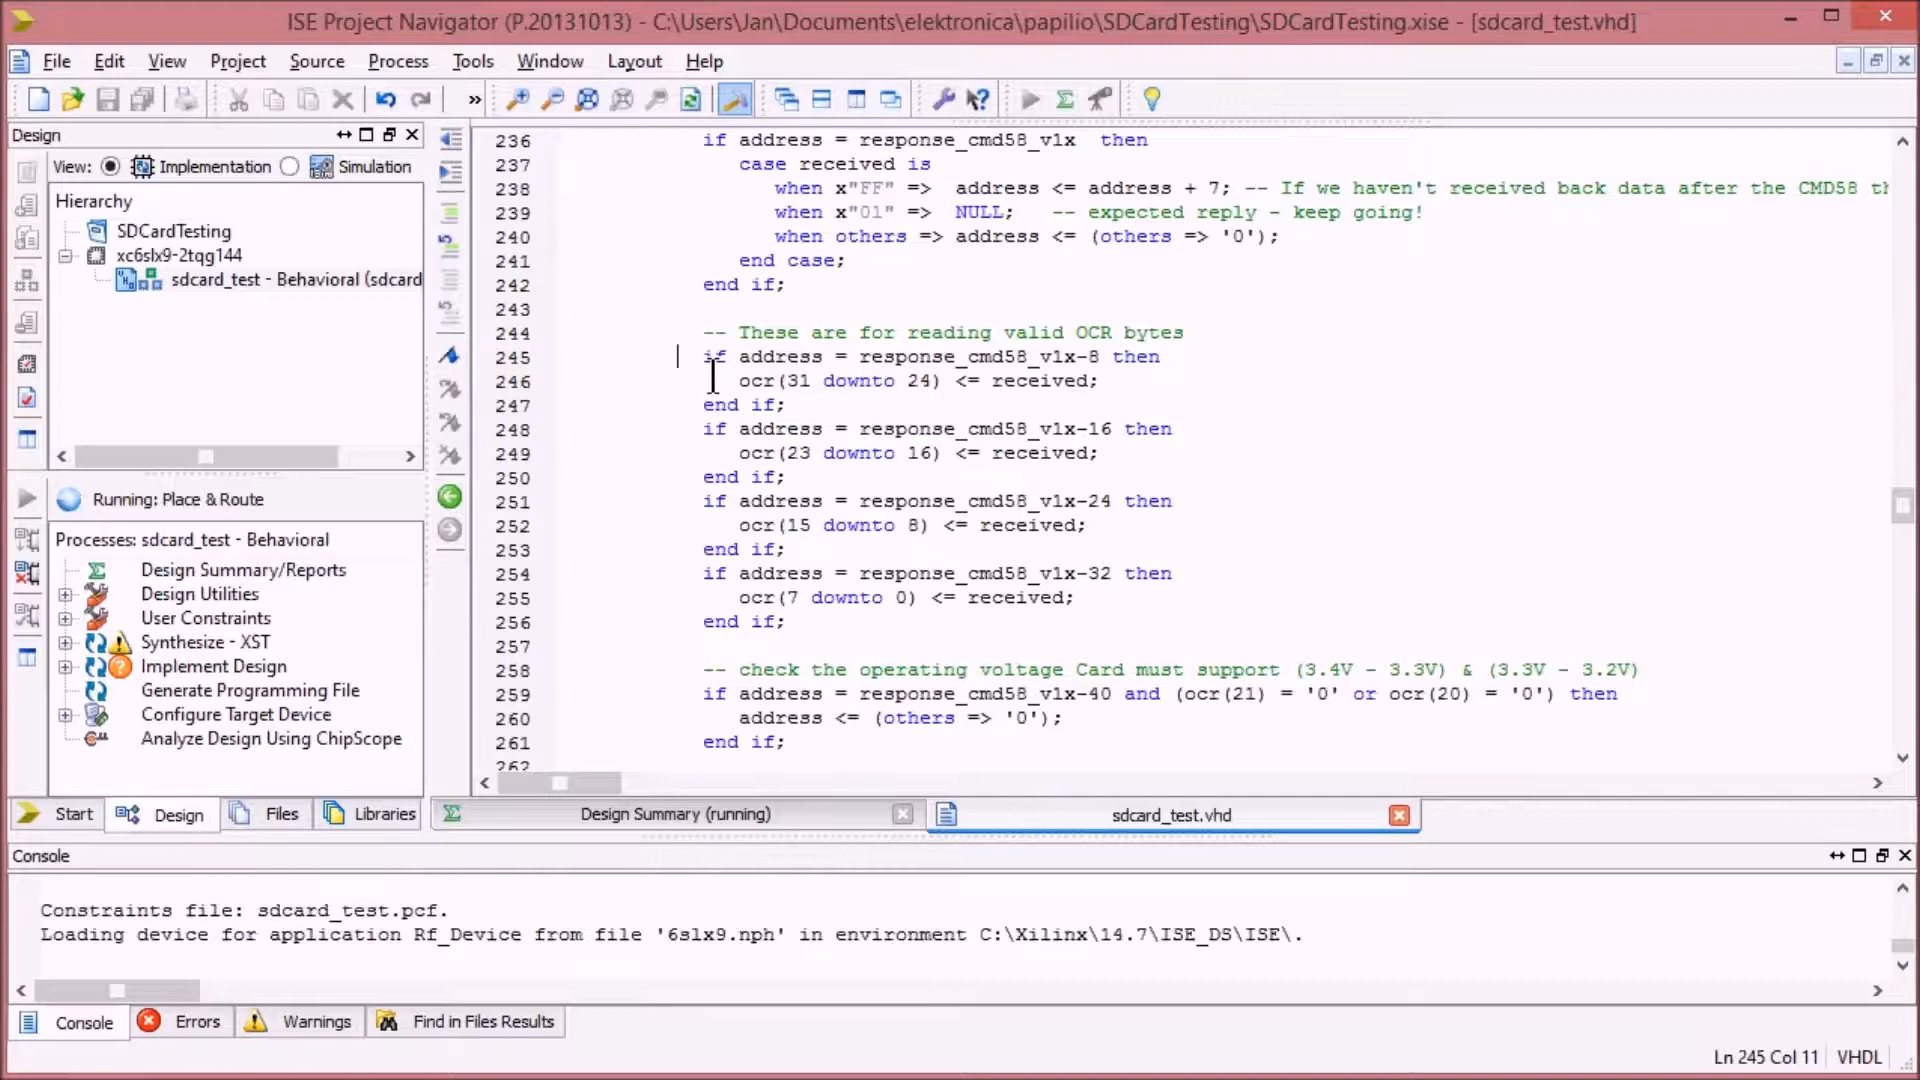 ISE Project Navigator (P.20131013) - C:\Users\Jan\Documents\elektronica\papilio\SDCardTesting\SDCardTesting.xise - [sdcard_test.vhd]
File Edit View Project Source Process Tools Window Layout Help
Design
View: Implementation Simulation
Hierarchy
SDCardTesting
xc6slx9-2tqg144
sdcard_test - Behavioral (sdcard
Running: Place & Route
Processes: sdcard_test - Behavioral
Design Summary/Reports
Design Utilities
User Constraints
Synthesize - XST
Implement Design
Generate Programming File
Configure Target Device
Analyze Design Using ChipScope
Start Design Files Libraries
236 if address = response_cmd58_v1x then
237 case received is
238 when x"FF" => address <= address + 7; -- If we haven't received back data after the CMD58 th
239 when x"01" => NULL; -- expected reply - keep going!
240 when others => address <= (others => '0');
241 end case;
242 end if;
243
244 -- These are for reading valid OCR bytes
245 if address = response_cmd58_v1x-8 then
246 ocr(31 downto 24) <= received;
247 end if;
248 if address = response_cmd58_v1x-16 then
249 ocr(23 downto 16) <= received;
250 end if;
251 if address = response_cmd58_v1x-24 then
252 ocr(15 downto 8) <= received;
253 end if;
254 if address = response_cmd58_v1x-32 then
255 ocr(7 downto 0) <= received;
256 end if;
257
258 -- check the operating voltage Card must support (3.4V - 3.3V) & (3.3V - 3.2V)
259 if address = response_cmd58_v1x-40 and (ocr(21) = '0' or ocr(20) = '0') then
260 address <= (others => '0');
261 end if;
262
Design Summary (running) sdcard_test.vhd
Console
Constraints file: sdcard_test.pcf.
Loading device for application Rf_Device from file '6slx9.nph' in environment C:\Xilinx\14.7\ISE_DS\ISE\.
Console Errors Warnings Find in Files Results
Ln 245 Col 11 VHDL